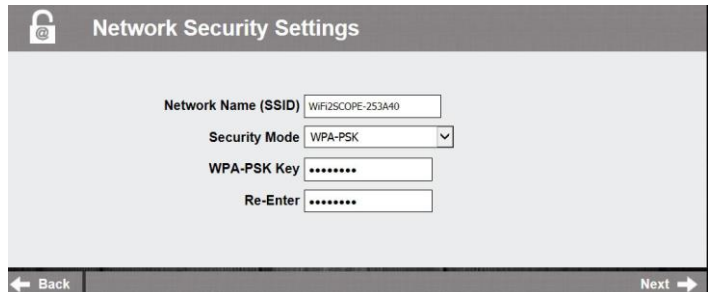 @ Network Security Settings
Network Name (SSID) WiFi2SCOPE-253A40
Security Mode WPA-PSK
WPA-PSK Key ••••••••
Re-Enter ••••••••
Back Next